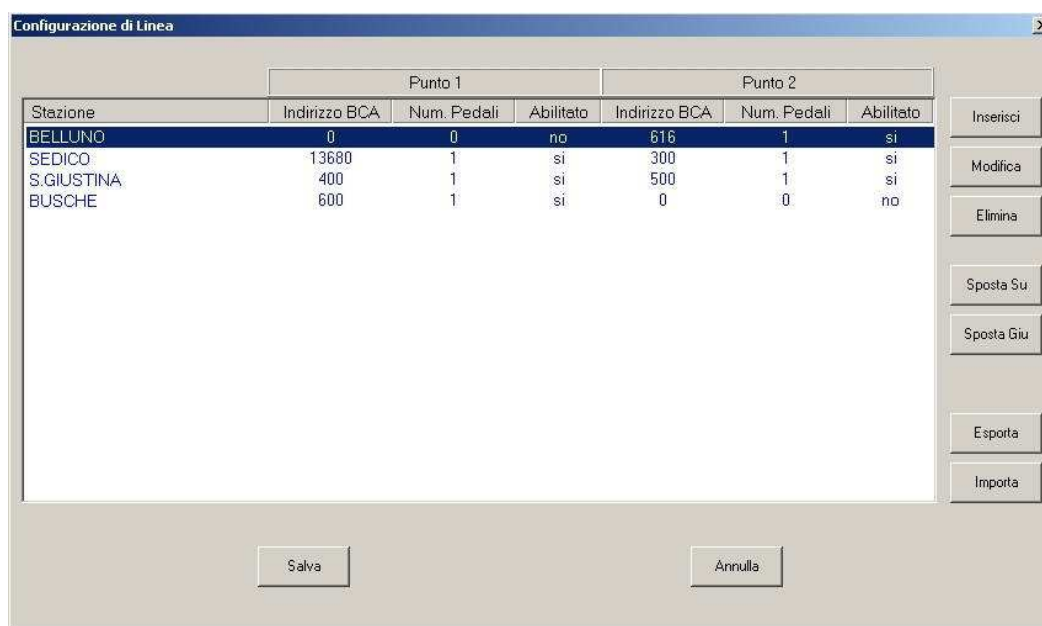 Configurazione di Linea
Punto 1 Punto 2
Stazione Indirizzo BCA Num. Pedali Abilitato Indirizzo BCA Num. Pedali Abilitato
BELLUNO 0 0 no 616 1 si
SEDICO 13680 1 si 300 1 si
S.GIUSTINA 400 1 si 500 1 si
BUSCHE 600 1 si 0 0 no
Inserisci
Modifica
Elimina
Sposta Su
Sposta Giu
Esporta
Importa
Salva Annulla